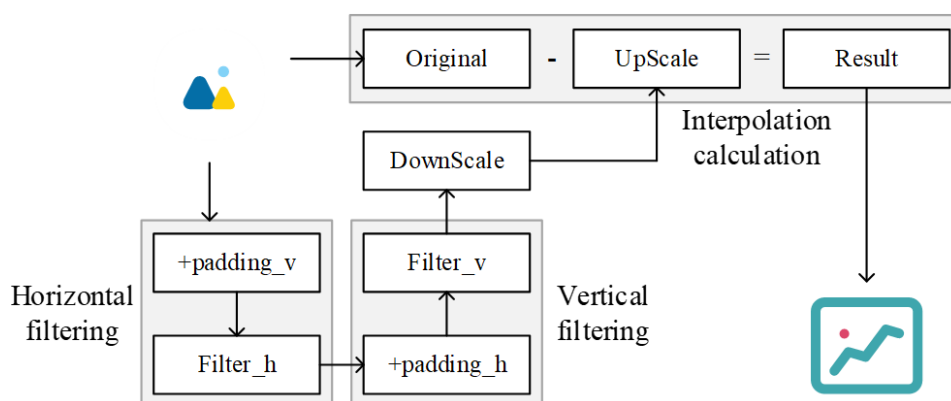 Original - UpScale = Result
Interpolation
calculation
DownScale
+padding_v
Filter_v
Horizontal
filtering
Vertical
filtering
Filter_h
+padding_h